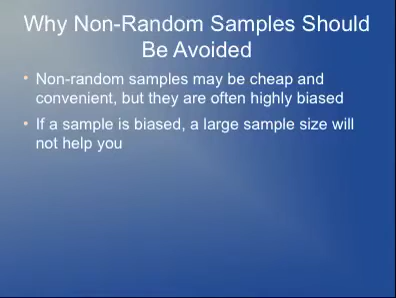 Why Non-Random Samples Should
Be Avoided
• Non-random samples may be cheap and
convenient, but they are often highly biased
• If a sample is biased, a large sample size will
not help you